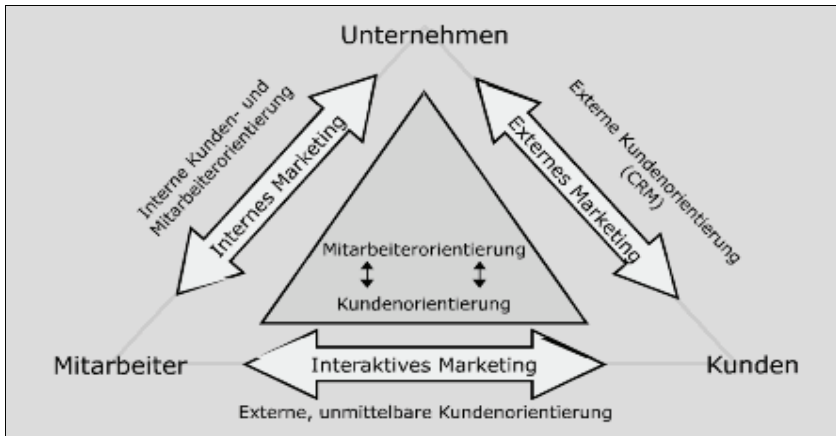 Unternehmen
Interne Kunden- und
Mitarbeiterorientierung
Internes Marketing
Externes Marketing
Externe Kundenorientierung
(CRM)
Mitarbeiterorientierung
Kundenorientierung
Mitarbeiter
Interaktives Marketing
Kunden
Externe, unmittelbare Kundenorientierung